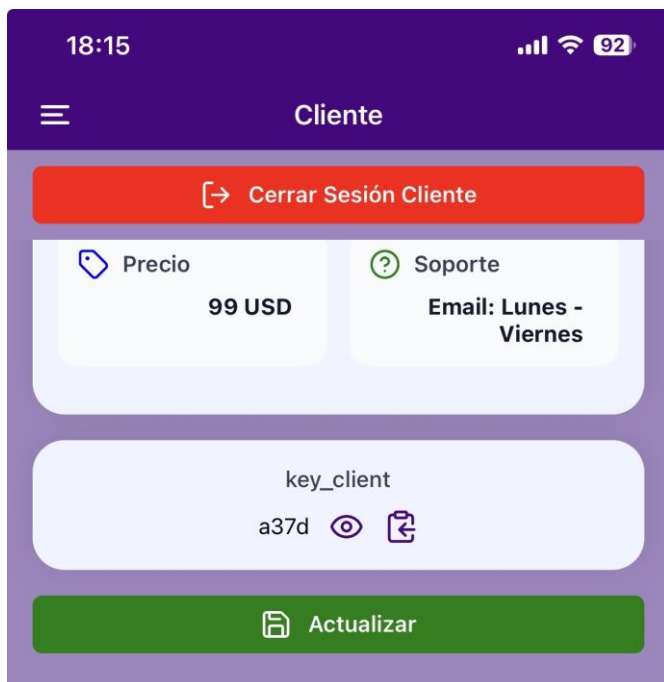 18:15
92
Cliente
Cerrar Sesión Cliente
Precio
99 USD
Soporte
Email: Lunes -
Viernes
key_client
a37d
Actualizar